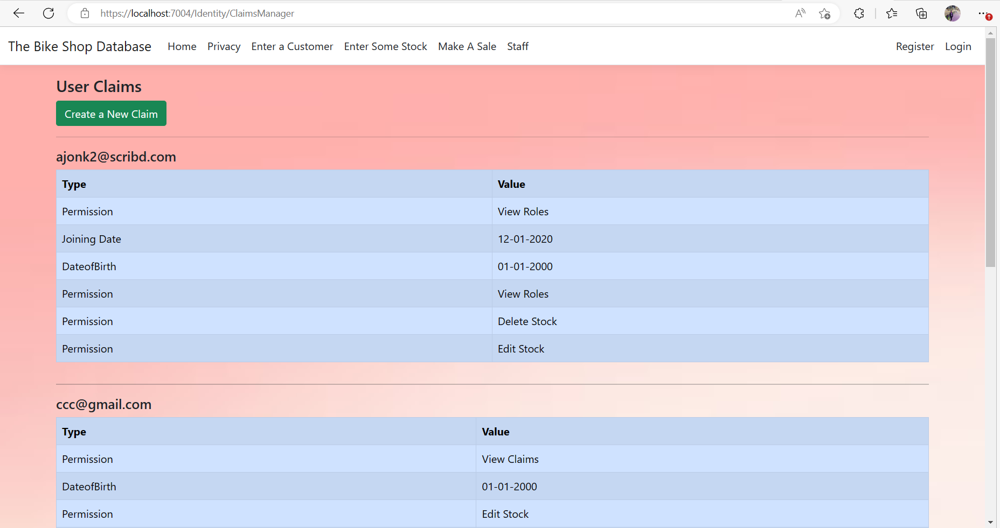 https://localhost:7004/Identity/ClaimsManager
The Bike Shop Database Home Privacy Enter a Customer Enter Some Stock Make A Sale Staff Register Login
User Claims
Create a New Claim
ajonk2@scribd.com
Type Value
Permission View Roles
Joining Date 12-01-2020
DateofBirth 01-01-2000
Permission View Roles
Permission Delete Stock
Permission Edit Stock
ccc@gmail.com
Type Value
Permission View Claims
DateofBirth 01-01-2000
Permission Edit Stock